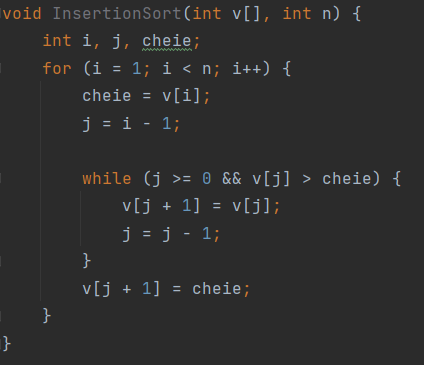 void InsertionSort(int v[], int n) {
    int i, j, cheie;
    for (i = 1; i < n; i++) {
        cheie = v[i];
        j = i - 1;

        while (j >= 0 && v[j] > cheie) {
            v[j + 1] = v[j];
            j = j - 1;
        }
        v[j + 1] = cheie;
    }
}